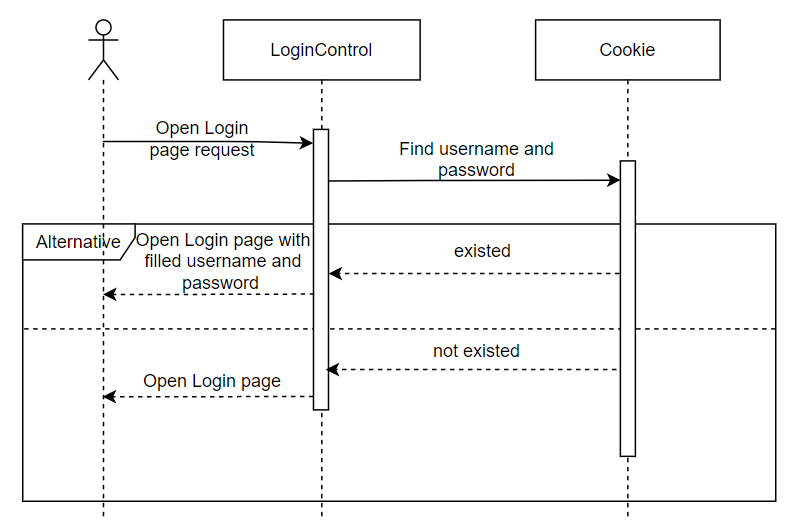 LoginControl
Cookie
Open Login
page request
Find username and
password
Alternative
Open Login page with
filled username and
password
existed
not existed
Open Login page